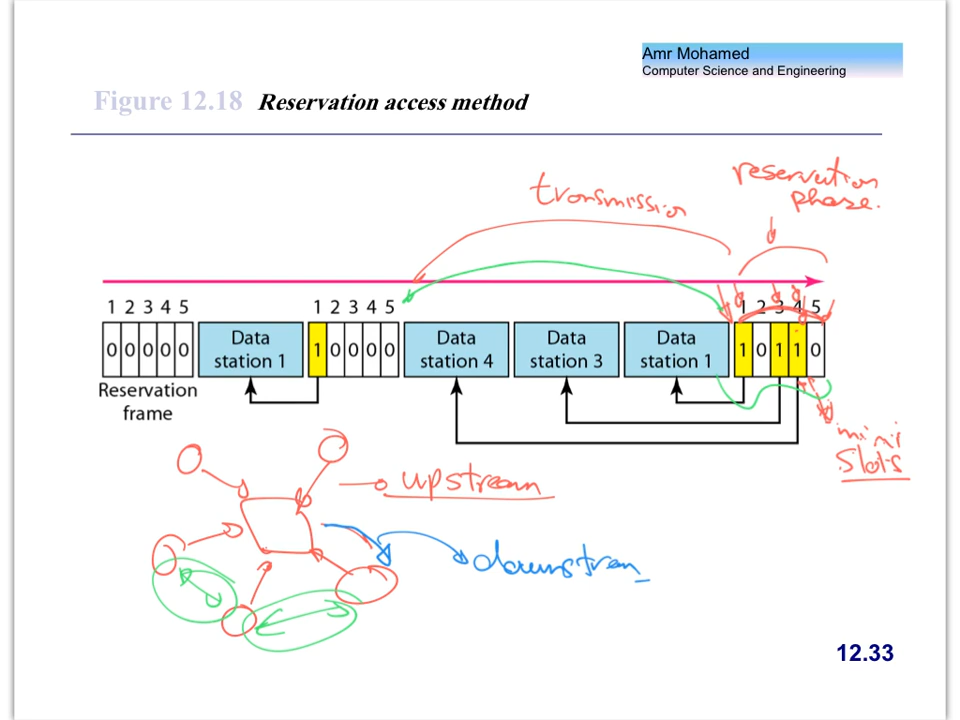 Amr Mohamed
Computer Science and Engineering
Figure 12.18 Reservation access method
reservation
phase.
transmission
1 2 3 4 5
1 2 3 4 5
1 2 3 4 5
0 0 0 0 0
Data
station 1
1 0 0 0 0
Data
station 4
Data
station 3
Data
station 1
1 0 1 1 0
Reservation
frame
mini
slots
upstream
downstream
12.33